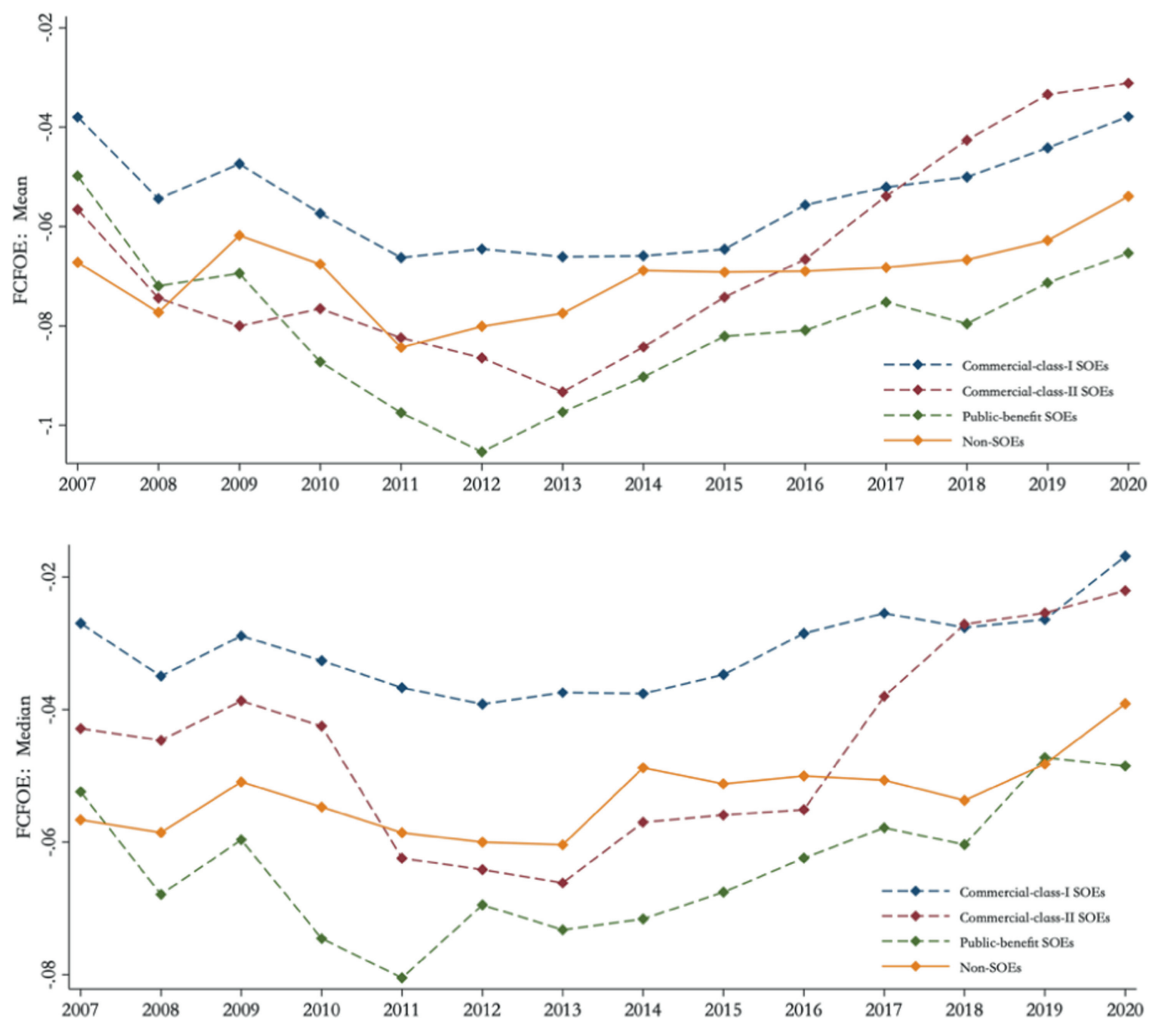 FCFOE: Mean
-.02
-.04
-.06
-.08
-.1
Commercial-class-I SOEs
Commercial-class-II SOEs
Public-benefit SOEs
Non-SOEs
2007 2008 2009 2010 2011 2012 2013 2014 2015 2016 2017 2018 2019 2020
FCFOE: Median
-.02
-.04
-.06
-.08
Commercial-class-I SOEs
Commercial-class-II SOEs
Public-benefit SOEs
Non-SOEs
2007 2008 2009 2010 2011 2012 2013 2014 2015 2016 2017 2018 2019 2020